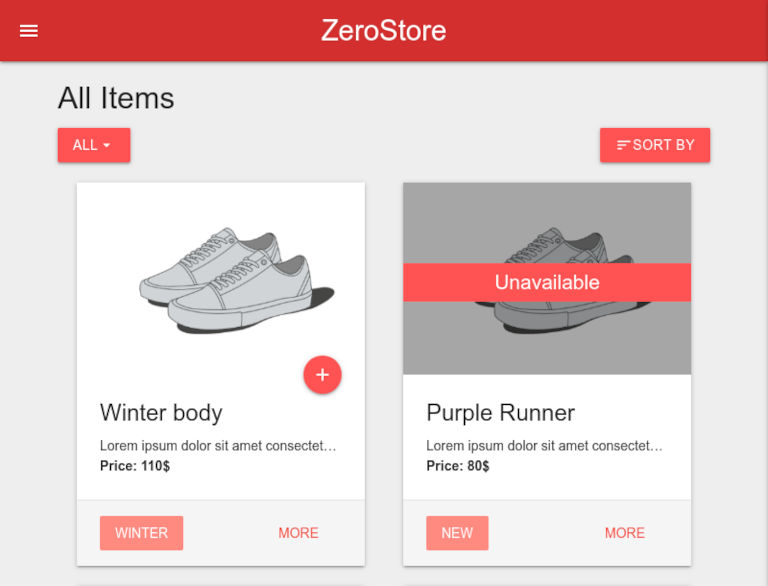 ZeroStore
All Items
ALL
SORT BY
Unavailable
Winter body
Lorem ipsum dolor sit amet consectet…
Price: 110$
WINTER
MORE
Purple Runner
Lorem ipsum dolor sit amet consectet…
Price: 80$
NEW
MORE